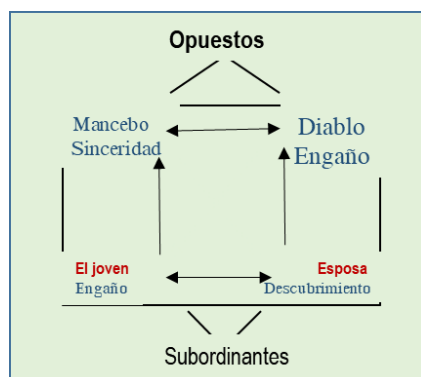 Opuestos
Mancebo
Sinceridad
Diablo
Engaño
El joven
Engaño
Esposa
Descubrimiento
Subordinantes